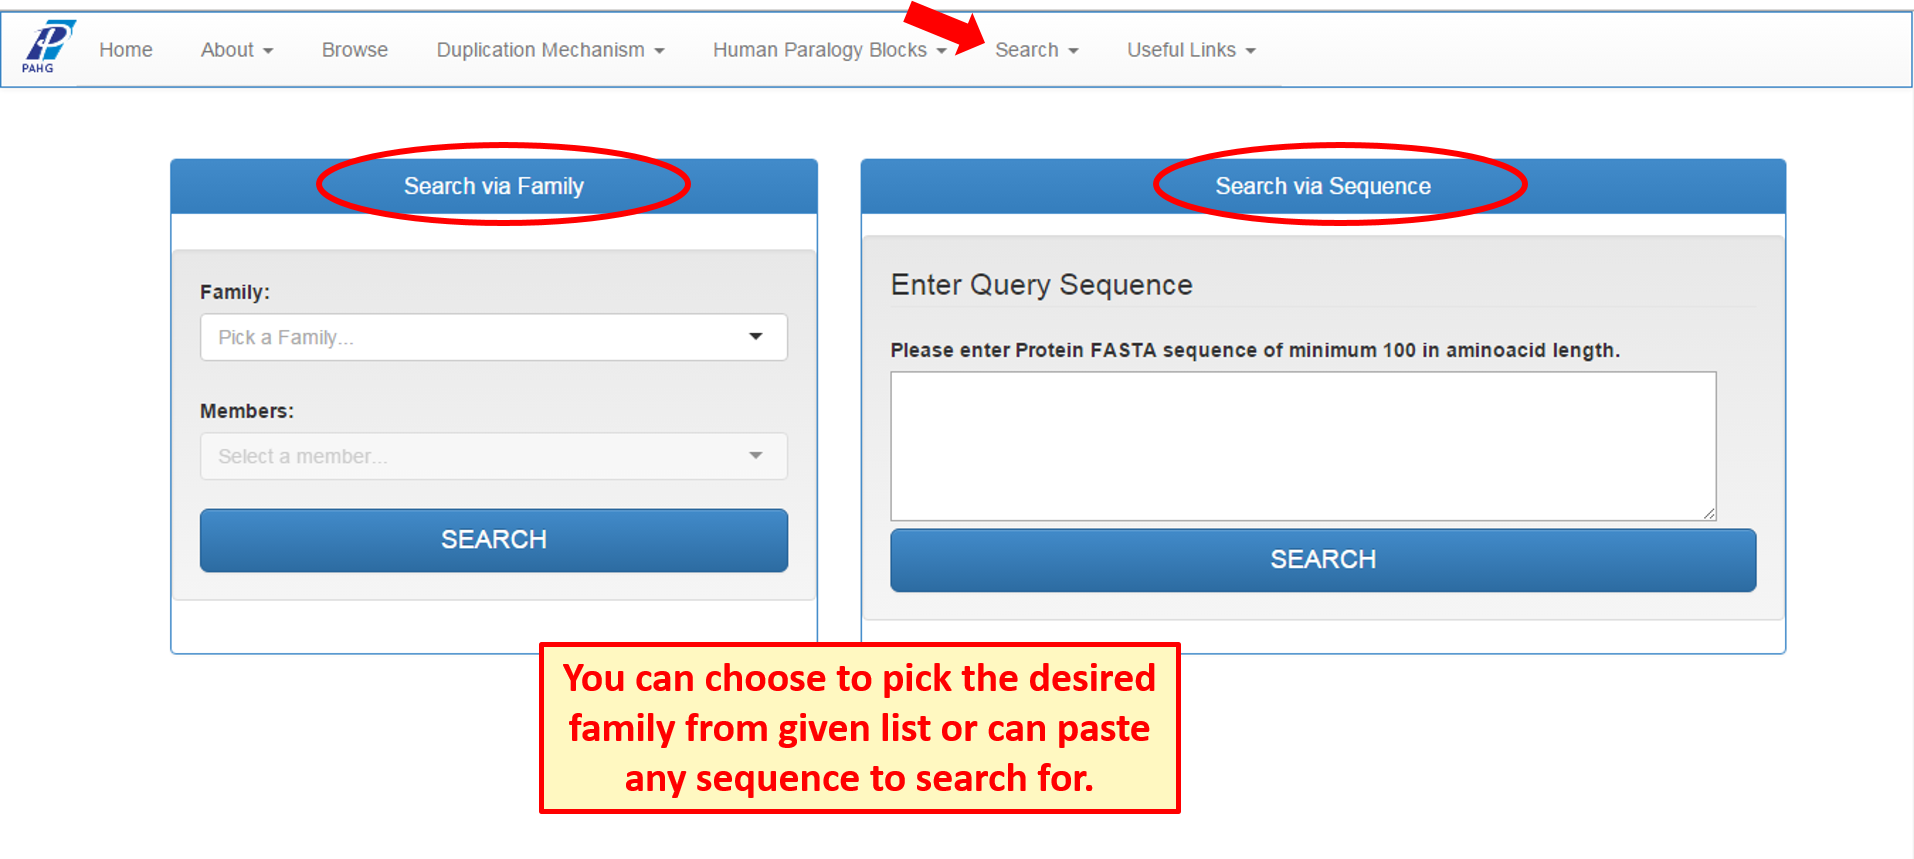 PAHG
Home About Browse Duplication Mechanism Human Paralogy Blocks Search Useful Links
Search via Family
Family:
Pick a Family...
Members:
Select a member...
SEARCH
Search via Sequence
Enter Query Sequence
Please enter Protein FASTA sequence of minimum 100 in aminoacid length.
SEARCH
You can choose to pick the desired
family from given list or can paste
any sequence to search for.